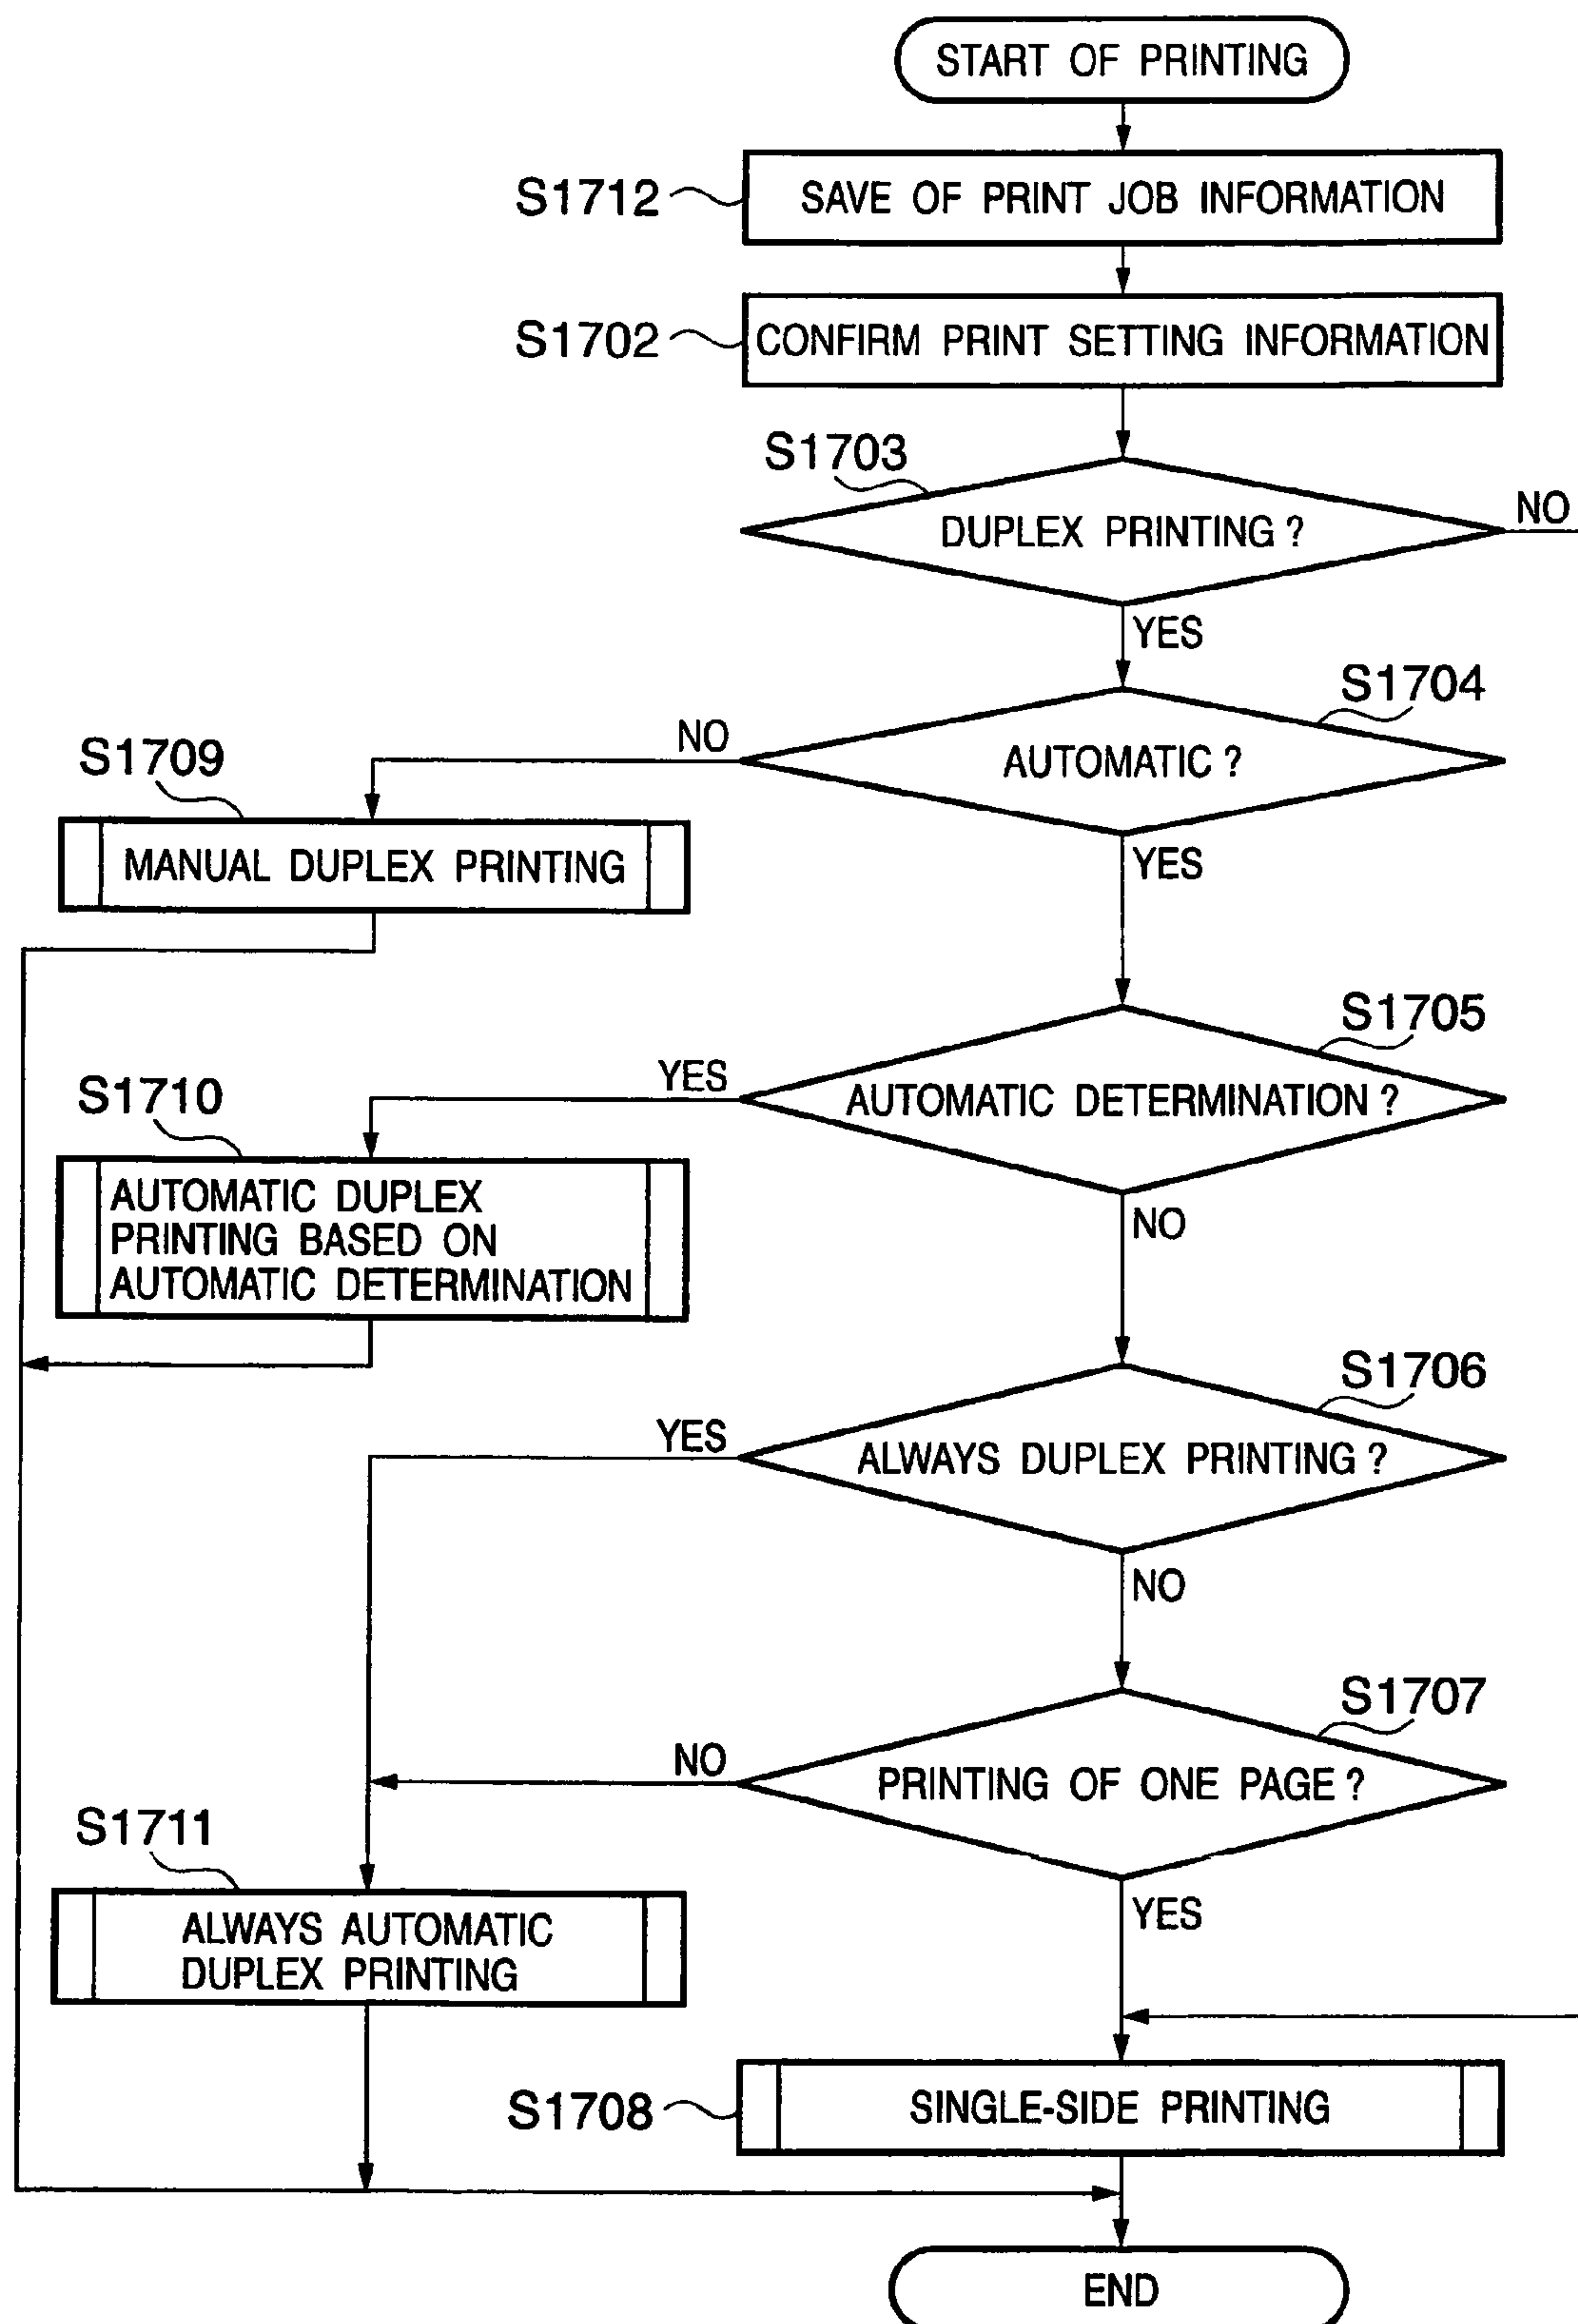 START OF PRINTING
S1712
SAVE OF PRINT JOB INFORMATION
S1702
CONFIRM PRINT SETTING INFORMATION
S1703
DUPLEX PRINTING ?
NO
YES
S1704
AUTOMATIC ?
NO
YES
S1709
MANUAL DUPLEX PRINTING
S1705
AUTOMATIC DETERMINATION ?
YES
NO
S1710
AUTOMATIC DUPLEX
PRINTING BASED ON
AUTOMATIC DETERMINATION
S1706
ALWAYS DUPLEX PRINTING ?
YES
NO
S1707
PRINTING OF ONE PAGE ?
NO
YES
S1711
ALWAYS AUTOMATIC
DUPLEX PRINTING
S1708
SINGLE-SIDE PRINTING
END